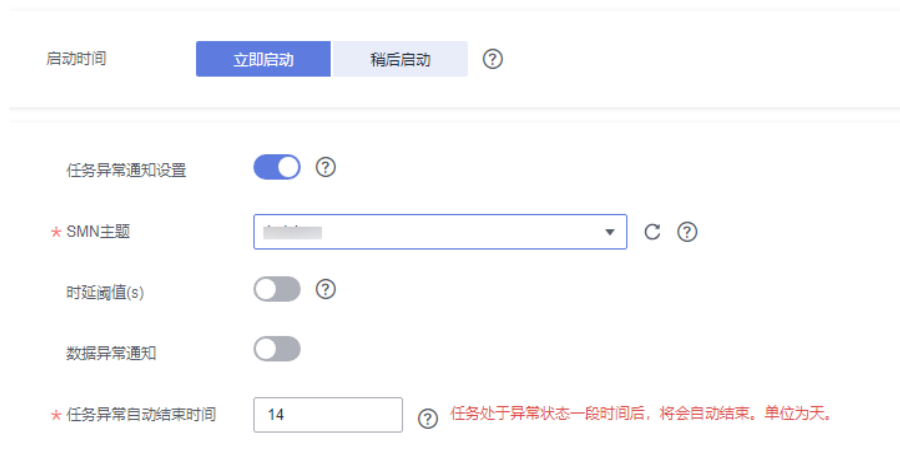 启动时间 立即启动 稍后启动
任务异常通知设置
* SMN主题
时延阈值(s)
数据异常通知
* 任务异常自动结束时间 14 任务处于异常状态一段时间后，将会自动结束。单位为天。